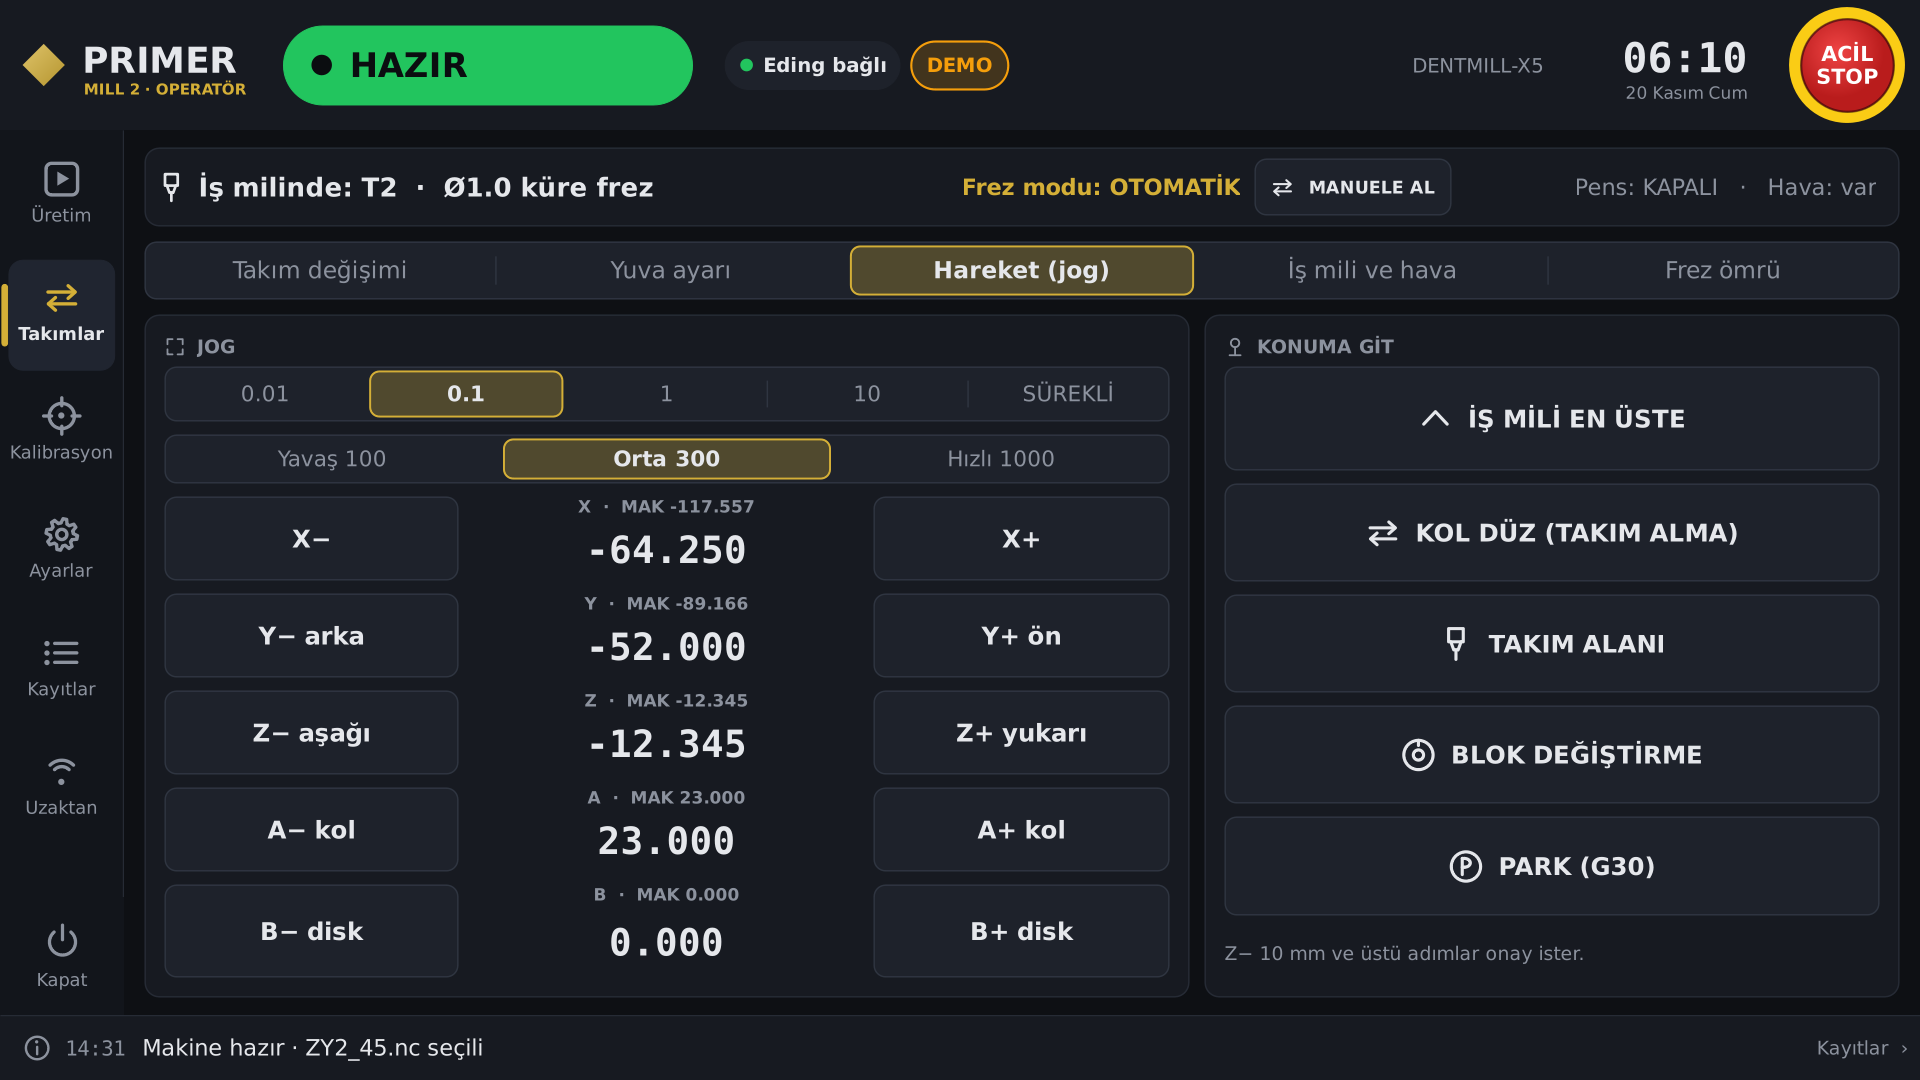 PRIMER
MILL 2 · OPERATÖR
HAZIR
Eding bağlı
DEMO
DENTMILL-X5
06:10
20 Kasım Cum
ACİL
STOP
Üretim
Takımlar
Kalibrasyon
Ayarlar
Kayıtlar
Uzaktan
Kapat
İş milinde: T2 · Ø1.0 küre frez
Frez modu: OTOMATİK
MANUELE AL
Pens: KAPALI · Hava: var
Takım değişimi
Yuva ayarı
Hareket (jog)
İş mili ve hava
Frez ömrü
JOG
0.01
0.1
1
10
SÜREKLİ
Yavaş 100
Orta 300
Hızlı 1000
X−
X · MAK -117.557
-64.250
X+
Y− arka
Y · MAK -89.166
-52.000
Y+ ön
Z− aşağı
Z · MAK -12.345
-12.345
Z+ yukarı
A− kol
A · MAK 23.000
23.000
A+ kol
B− disk
B · MAK 0.000
0.000
B+ disk
KONUMA GİT
İŞ MİLİ EN ÜSTE
KOL DÜZ (TAKIM ALMA)
TAKIM ALANI
BLOK DEĞİŞTİRME
PARK (G30)
Z− 10 mm ve üstü adımlar onay ister.
14:31 Makine hazır · ZY2_45.nc seçili
Kayıtlar ›